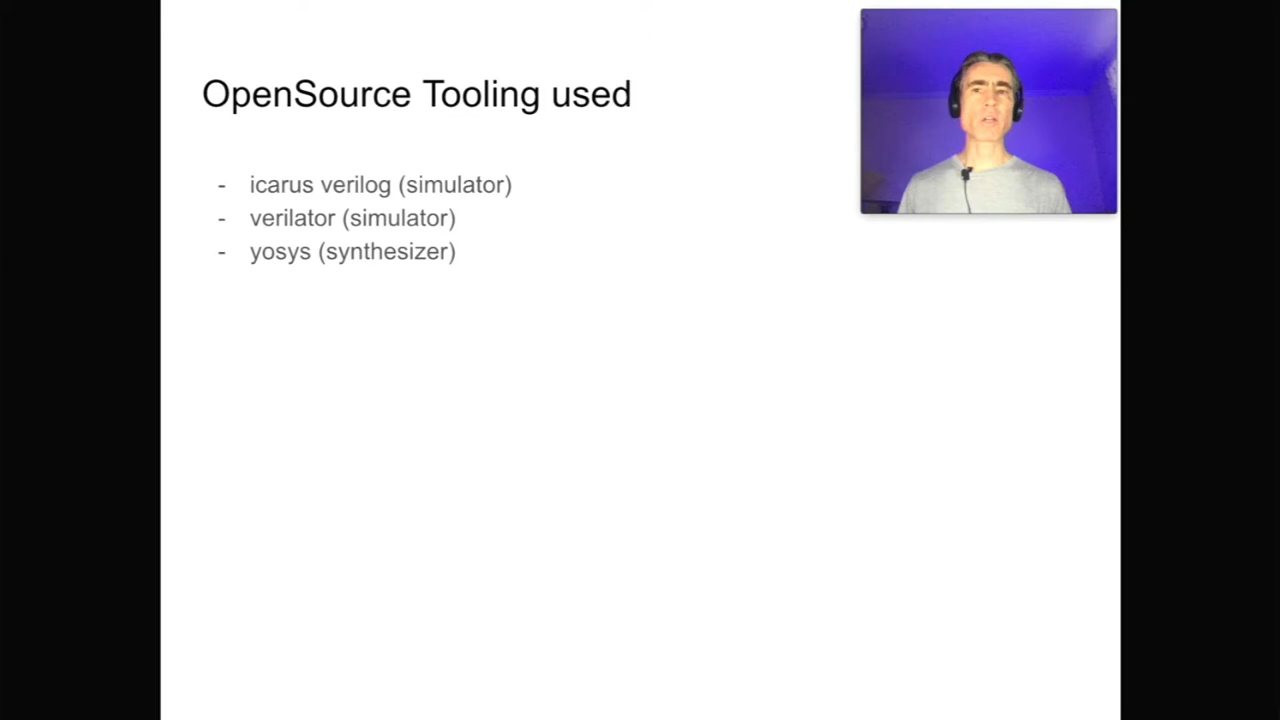 OpenSource Tooling used
- icarus verilog (simulator)
- verilator (simulator)
- yosys (synthesizer)